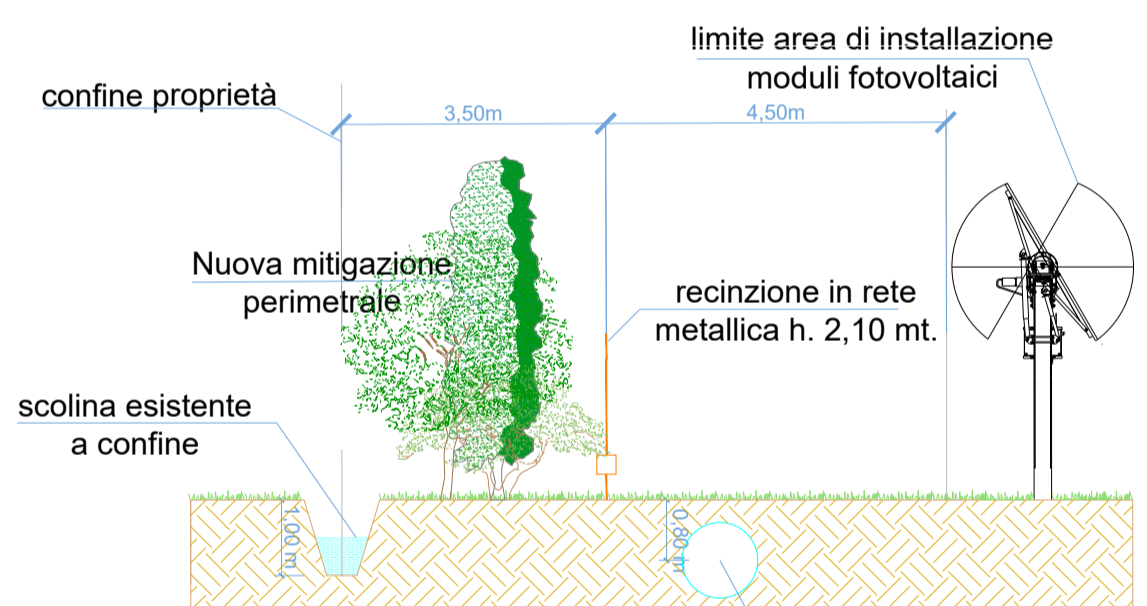 limite area di installazione
moduli fotovoltaici
confine proprietà
3,50m
4,50m
Nuova mitigazione
perimetrale
recinzione in rete
metallica h. 2,10 mt.
scolina esistente
a confine
1,00 m
0,80 m